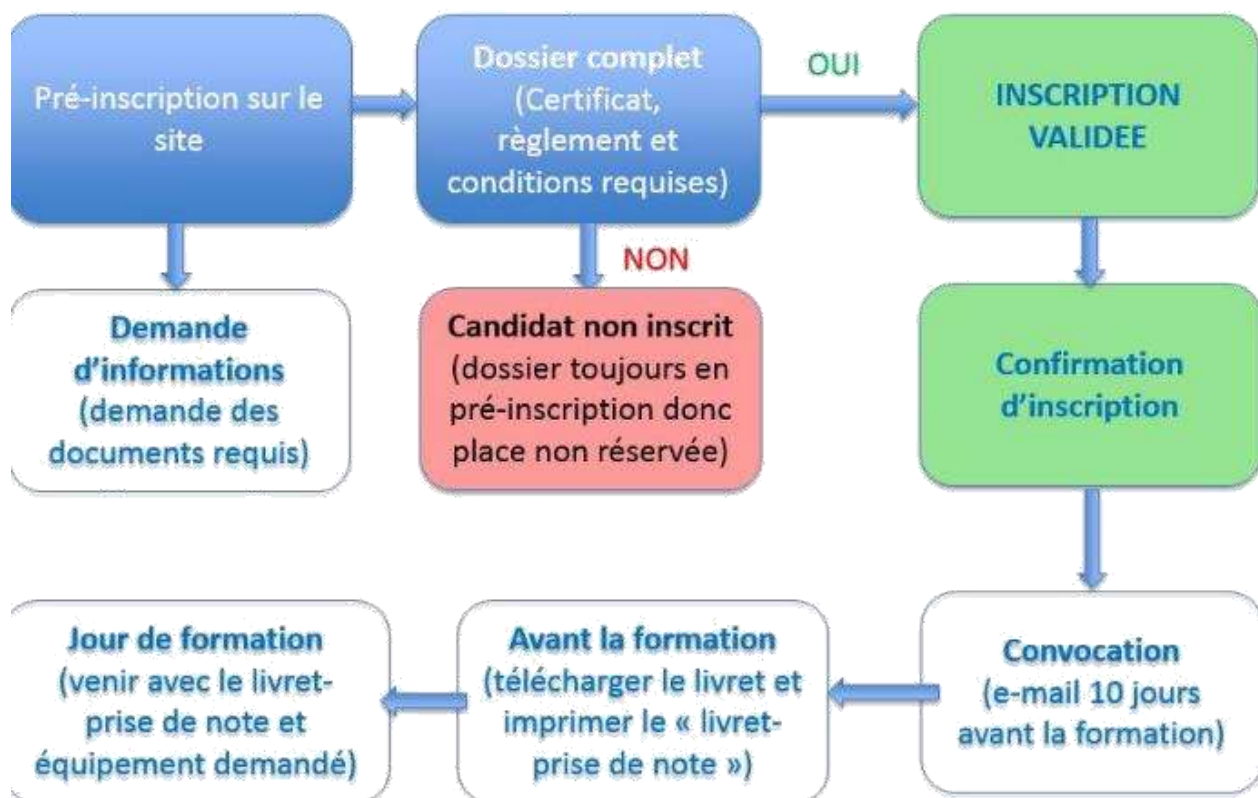 Pré-inscription sur le
site
Dossier complet
(Certificat,
règlement et
conditions requises)
OUI
INSCRIPTION
VALIDEE
NON
Demande
d'informations
(demande des
documents requis)
Candidat non inscrit
(dossier toujours en
pré-inscription donc
place non réservée)
Confirmation
d'inscription
Jour de formation
(venir avec le livret-
prise de note et
équipement demandé)
Avant la formation
(télécharger le livret et
imprimer le « livret-
prise de note »)
Convocation
(e-mail 10 jours
avant la formation)